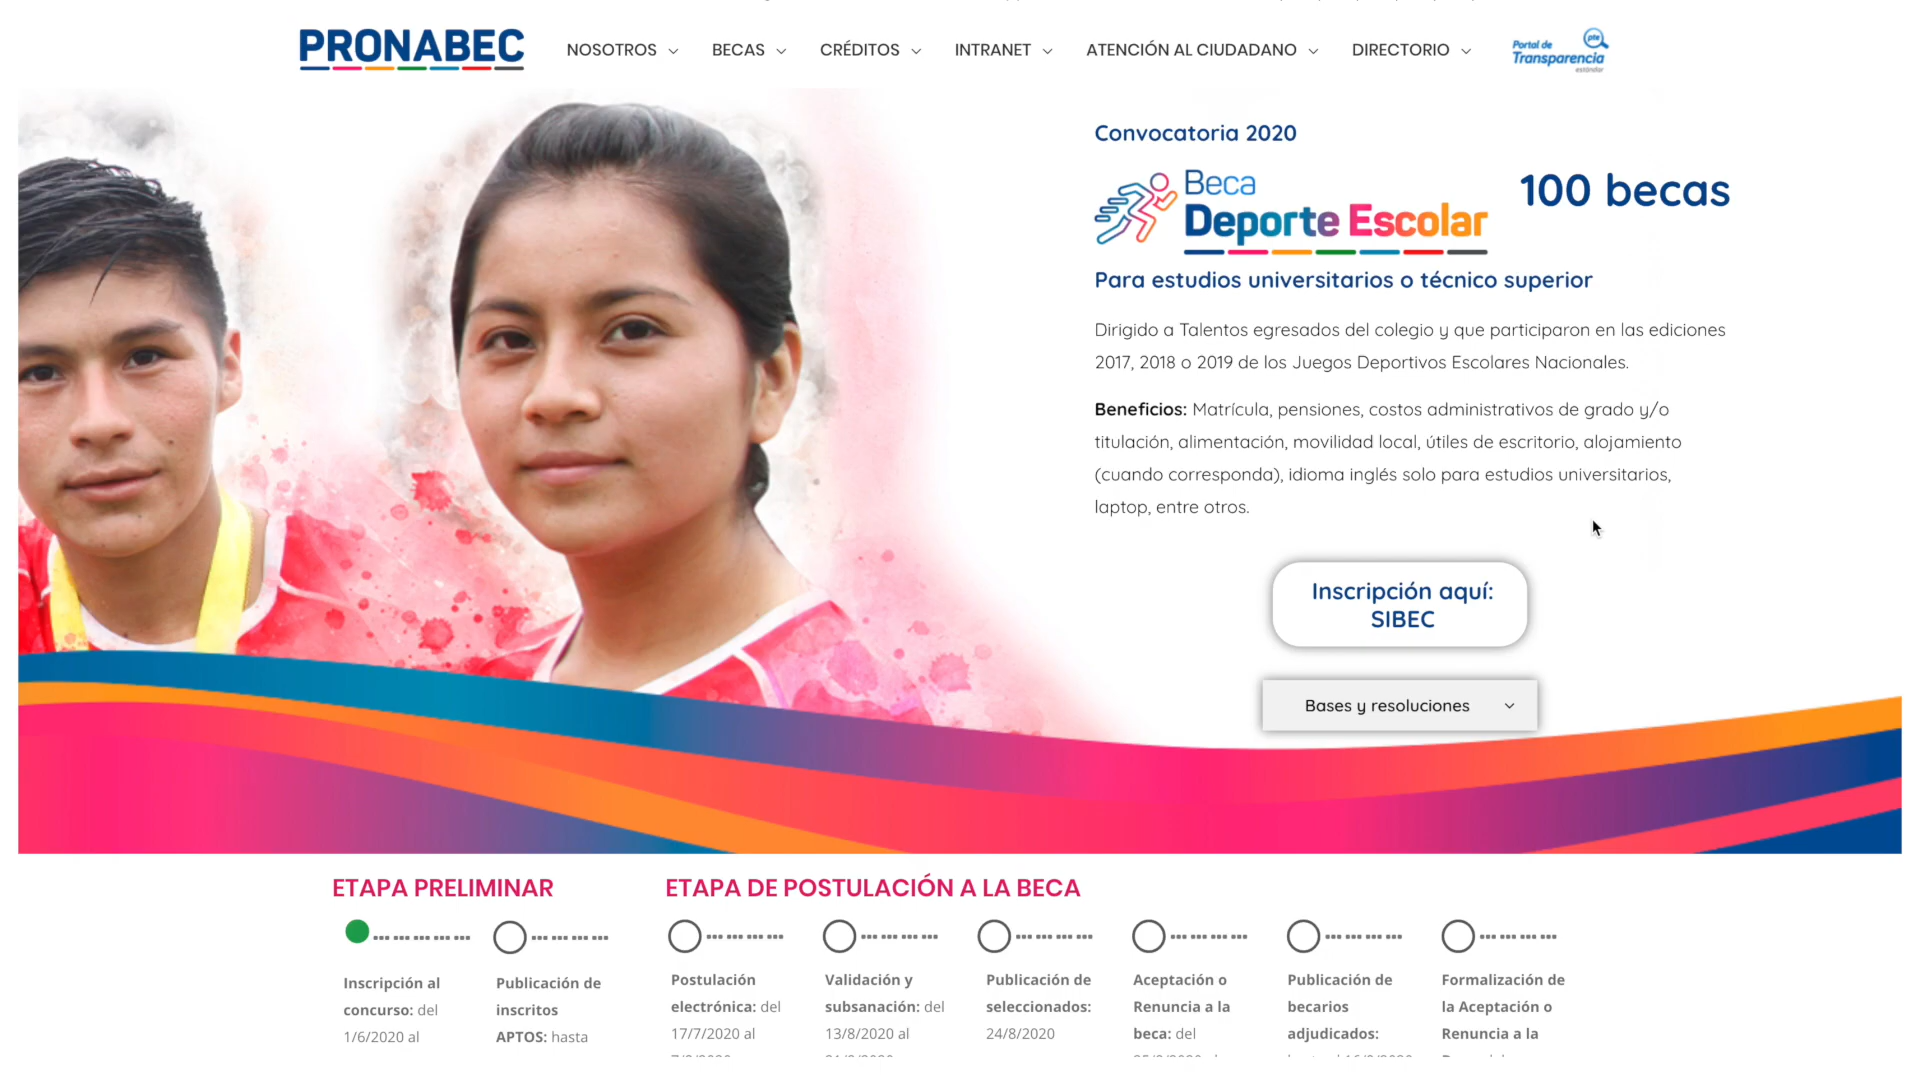 PRONABEC
NOSOTROS
BECAS
CRÉDITOS
INTRANET
ATENCIÓN AL CIUDADANO
DIRECTORIO
Portal de
Transparencia
estándar
pte
Convocatoria 2020
Beca
Deporte Escolar
100 becas
Para estudios universitarios o técnico superior
Dirigido a Talentos egresados del colegio y que participaron en las ediciones
2017, 2018 o 2019 de los Juegos Deportivos Escolares Nacionales.
Beneficios: Matrícula, pensiones, costos administrativos de grado y/o
titulación, alimentación, movilidad local, útiles de escritorio, alojamiento
(cuando corresponda), idioma inglés solo para estudios universitarios,
laptop, entre otros.
Inscripción aquí:
SIBEC
Bases y resoluciones
ETAPA PRELIMINAR
Inscripción al
concurso: del
1/6/2020 al
Publicación de
inscritos
APTOS: hasta
ETAPA DE POSTULACIÓN A LA BECA
Postulación
electrónica: del
17/7/2020 al
Validación y
subsanación: del
13/8/2020 al
Publicación de
seleccionados:
24/8/2020
Aceptación o
Renuncia a la
beca: del
Publicación de
becarios
adjudicados:
Formalización de
la Aceptación o
Renuncia a la